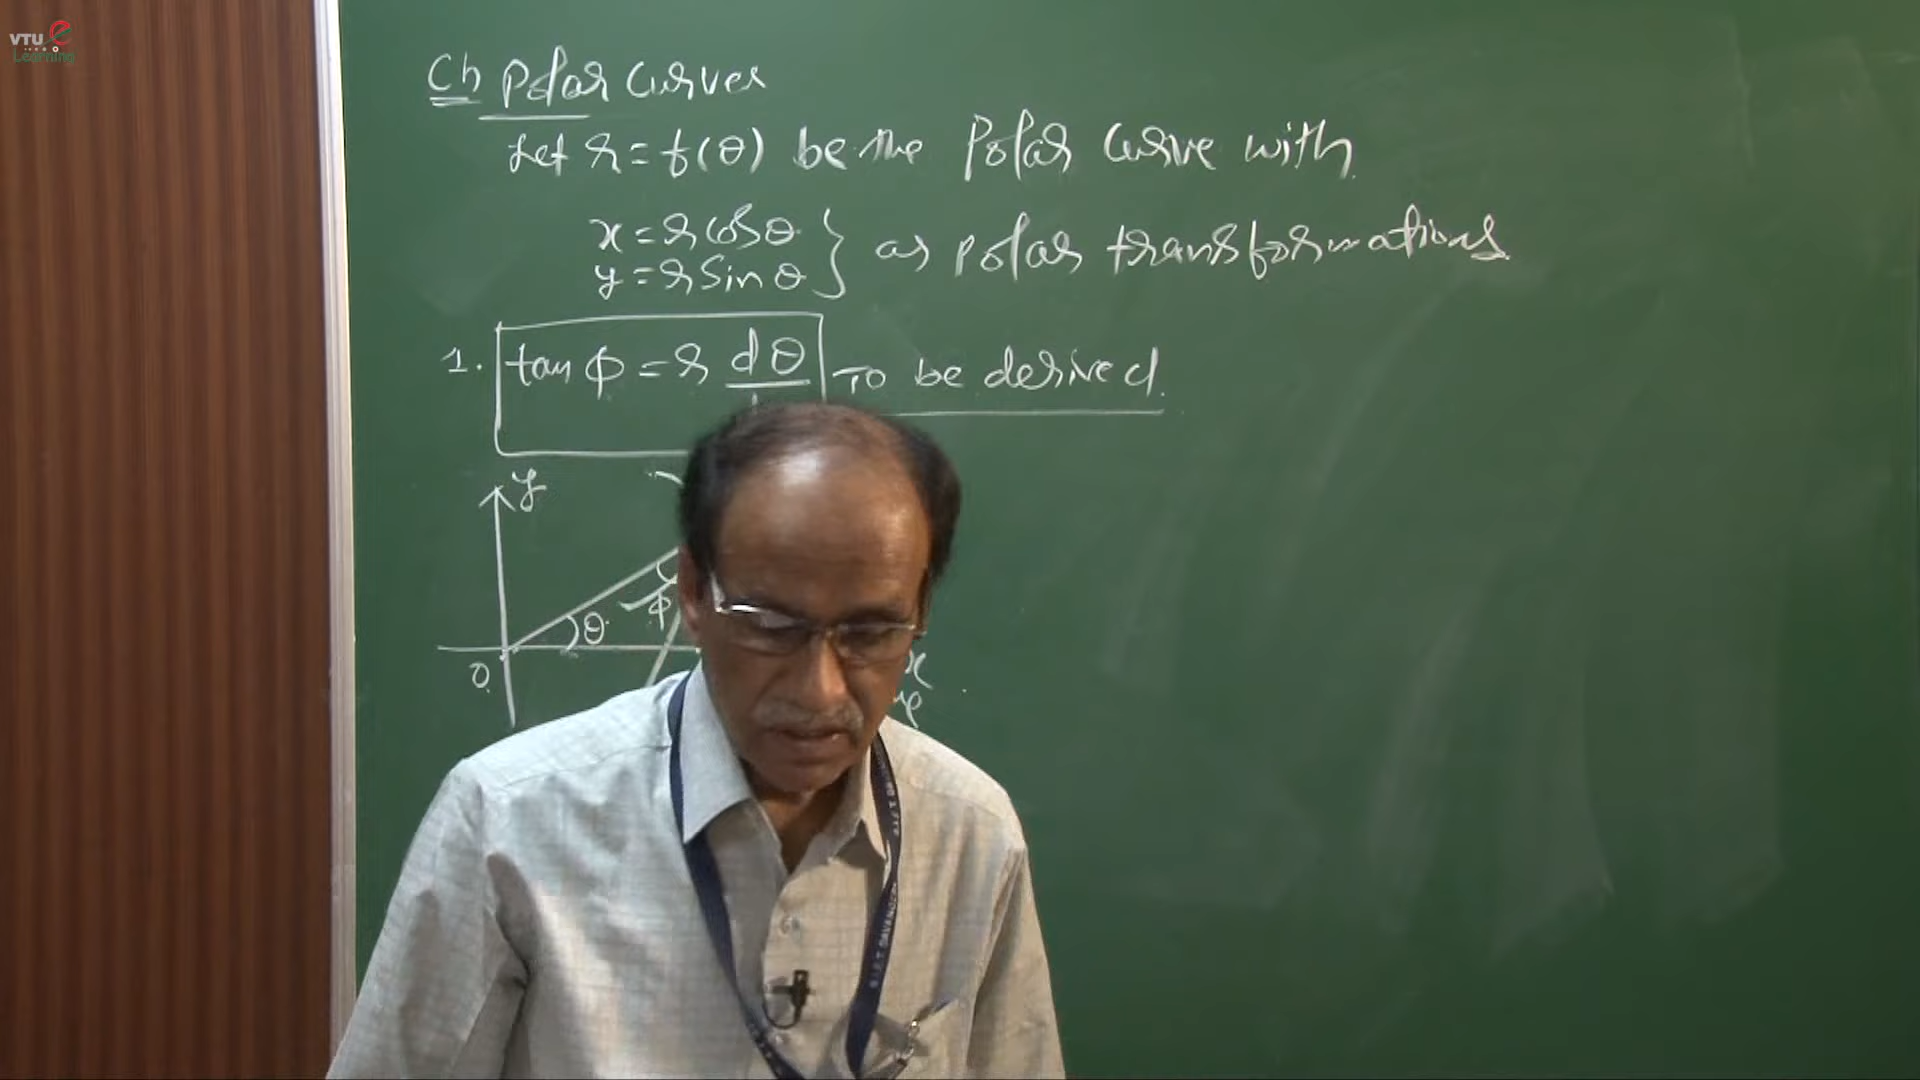 VTU e
Learning
Ch Polar Curves
Let r = f(θ) be the Polar Curve with
x = r cosθ
y = r sin θ } as polar transformations
1. tan ϕ = r dθ To be derived.
y
θ
ϕ
0
x